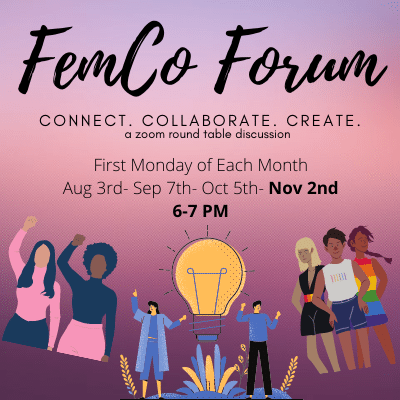 FemCo Forum
CONNECT. COLLABORATE. CREATE.
a zoom round table discussion
First Monday of Each Month
Aug 3rd- Sep 7th- Oct 5th- Nov 2nd
6-7 PM